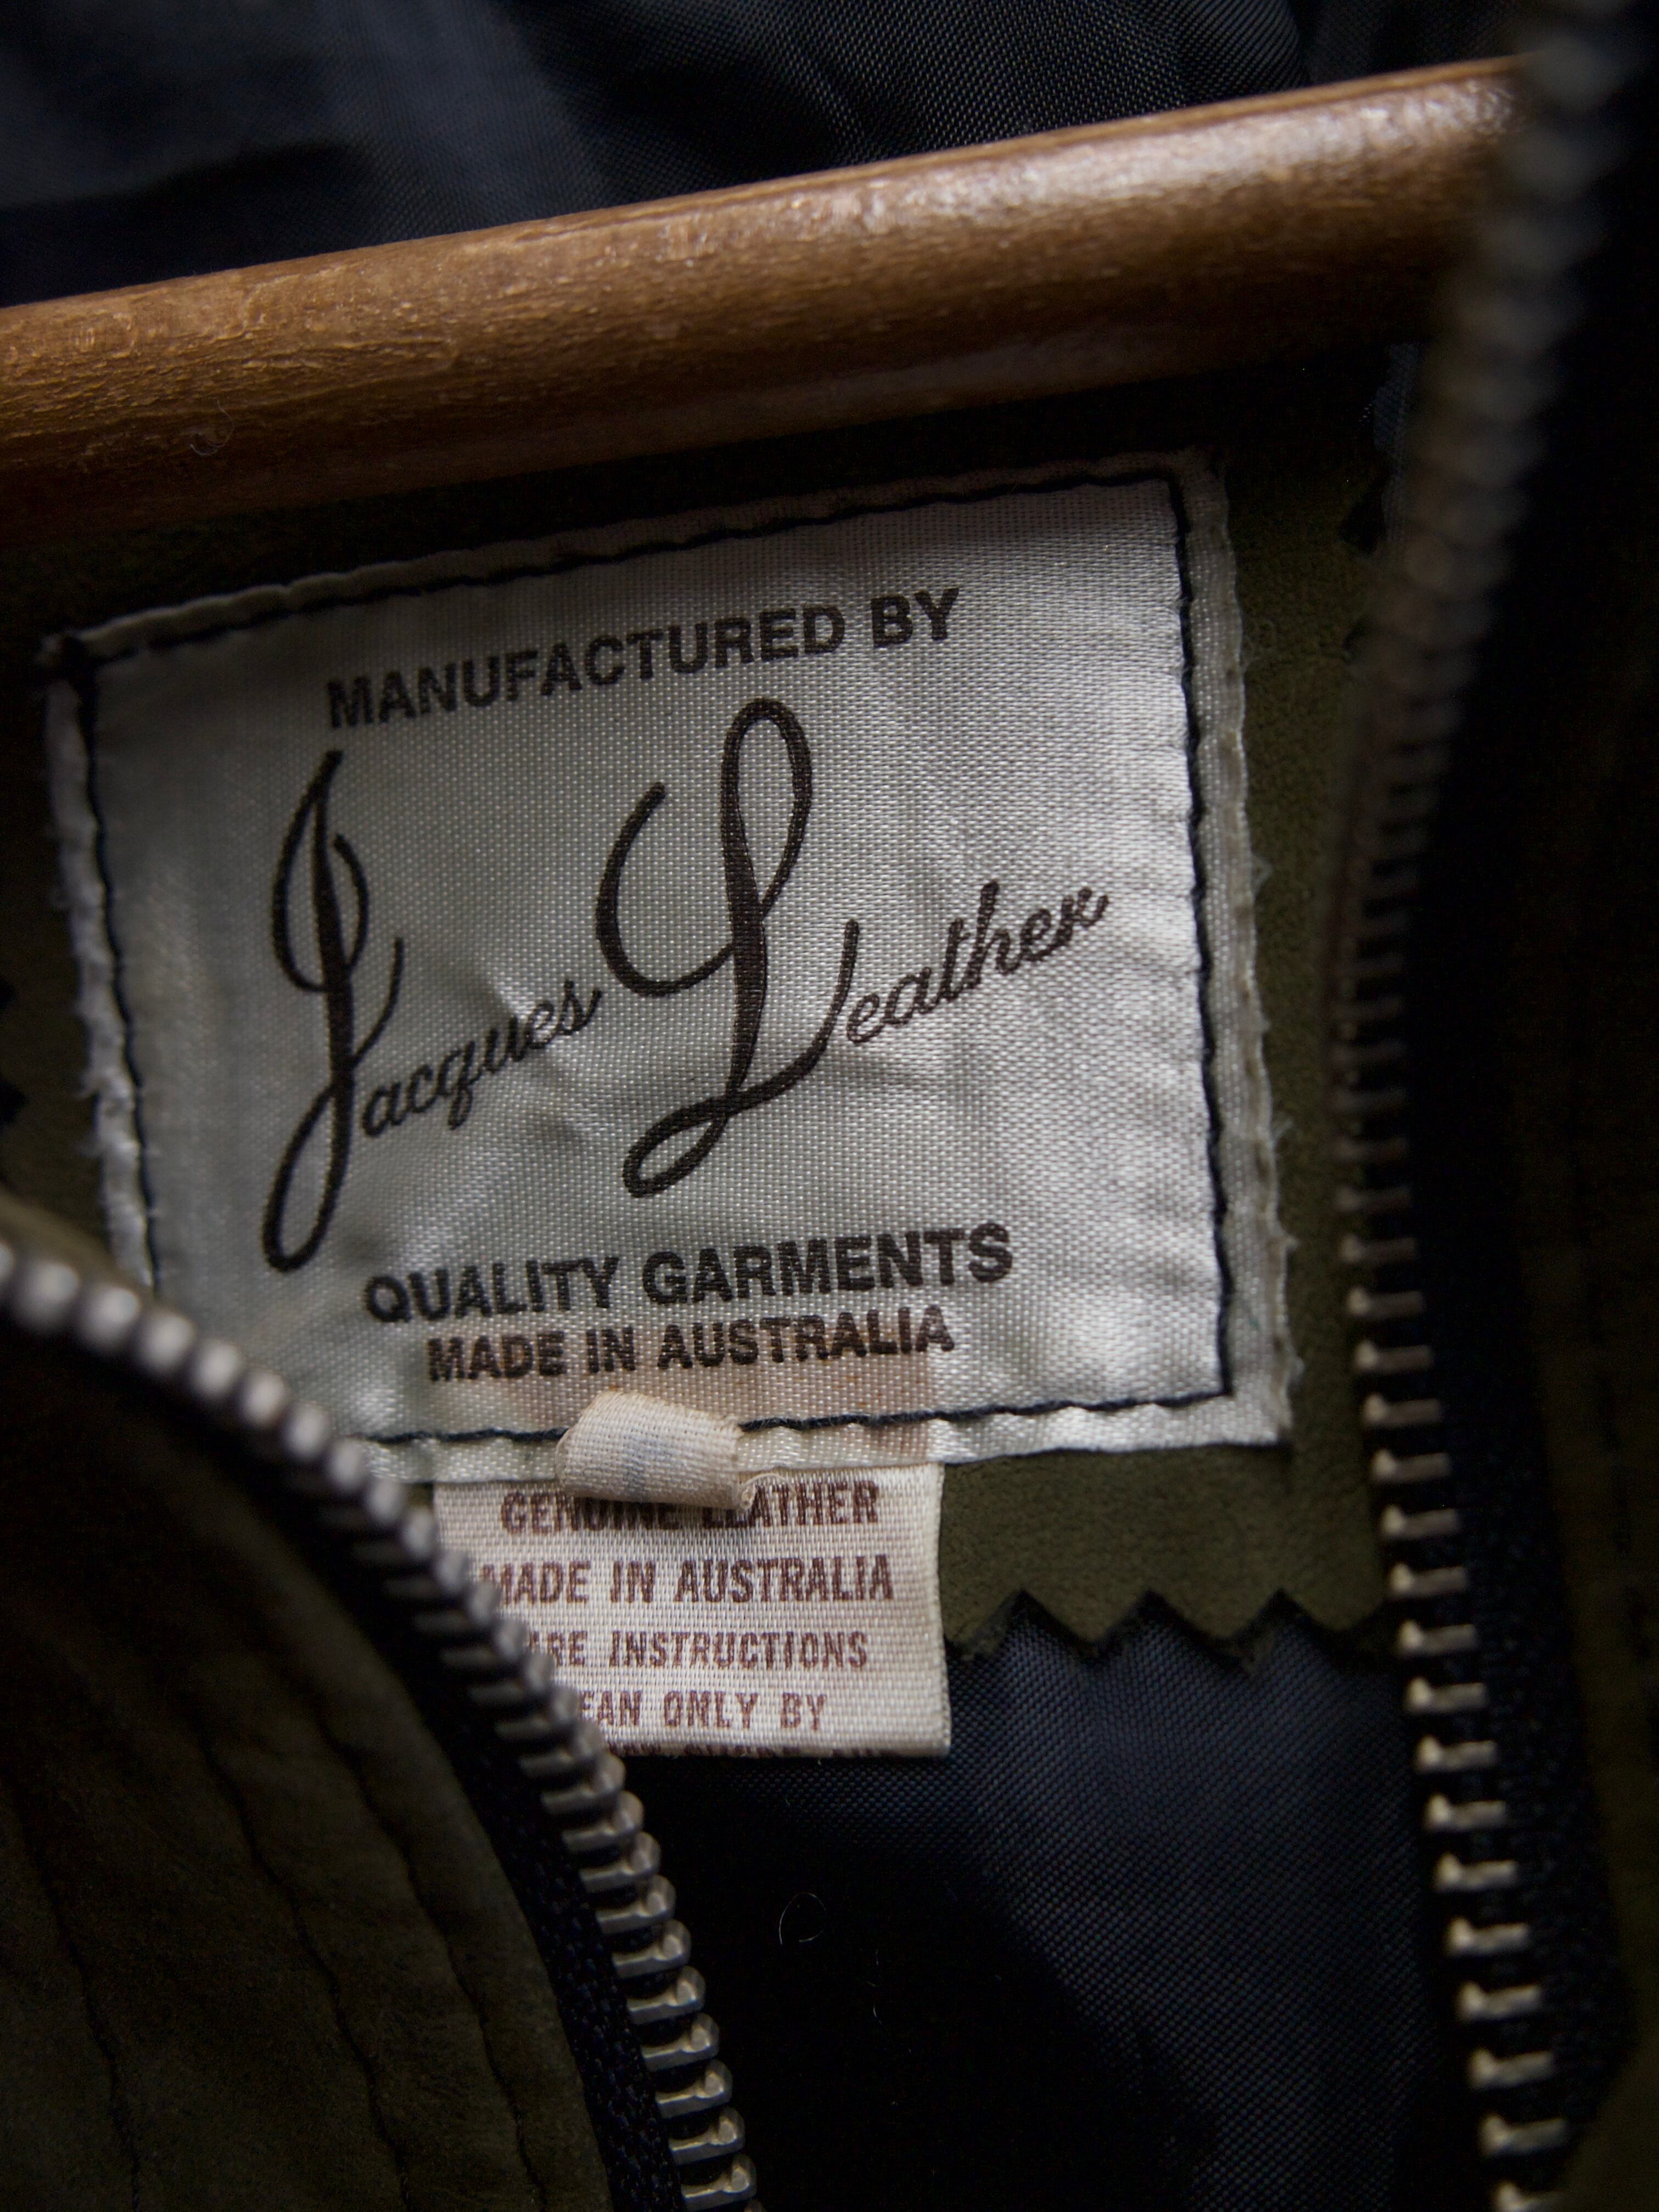 MANUFACTURED BY
Jacques Leather
QUALITY GARMENTS
MADE IN AUSTRALIA
GENUINE LEATHER
MADE IN AUSTRALIA
INSTRUCTIONS
ONLY BY